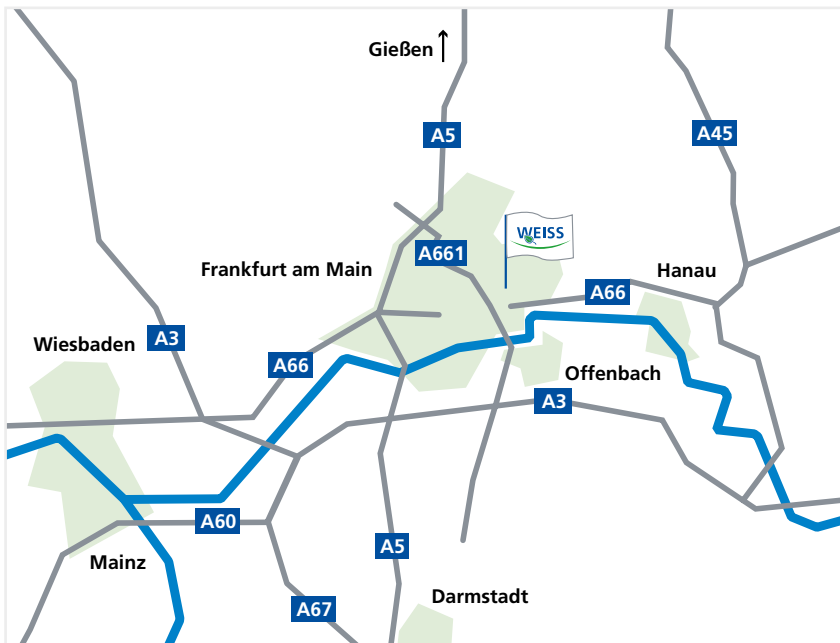 Gießen
A5
A45
WEISS
A661
Frankfurt am Main
Hanau
A66
A3
Wiesbaden
A66
Offenbach
A3
A60
A5
Mainz
Darmstadt
A67